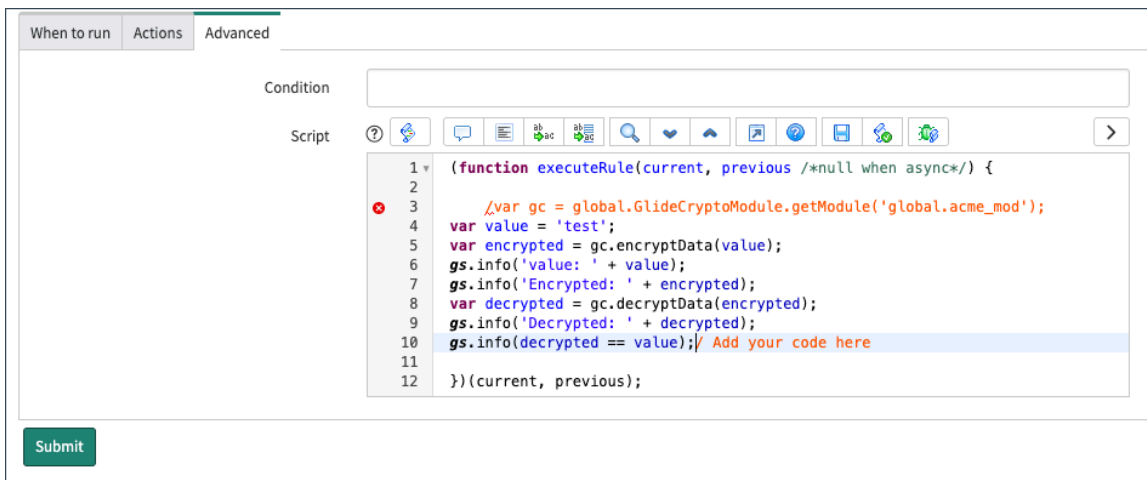 When to run Actions Advanced
Condition
Script
1 (function executeRule(current, previous /*null when async*/) {
2
3 /var gc = global.GlideCryptoModule.getModule('global.acme_mod');
4 var value = 'test';
5 var encrypted = gc.encryptData(value);
6 gs.info('value: ' + value);
7 gs.info('Encrypted: ' + encrypted);
8 var decrypted = gc.decryptData(encrypted);
9 gs.info('Decrypted: ' + decrypted);
10 gs.info(decrypted == value);/ Add your code here
11
12 })(current, previous);
Submit